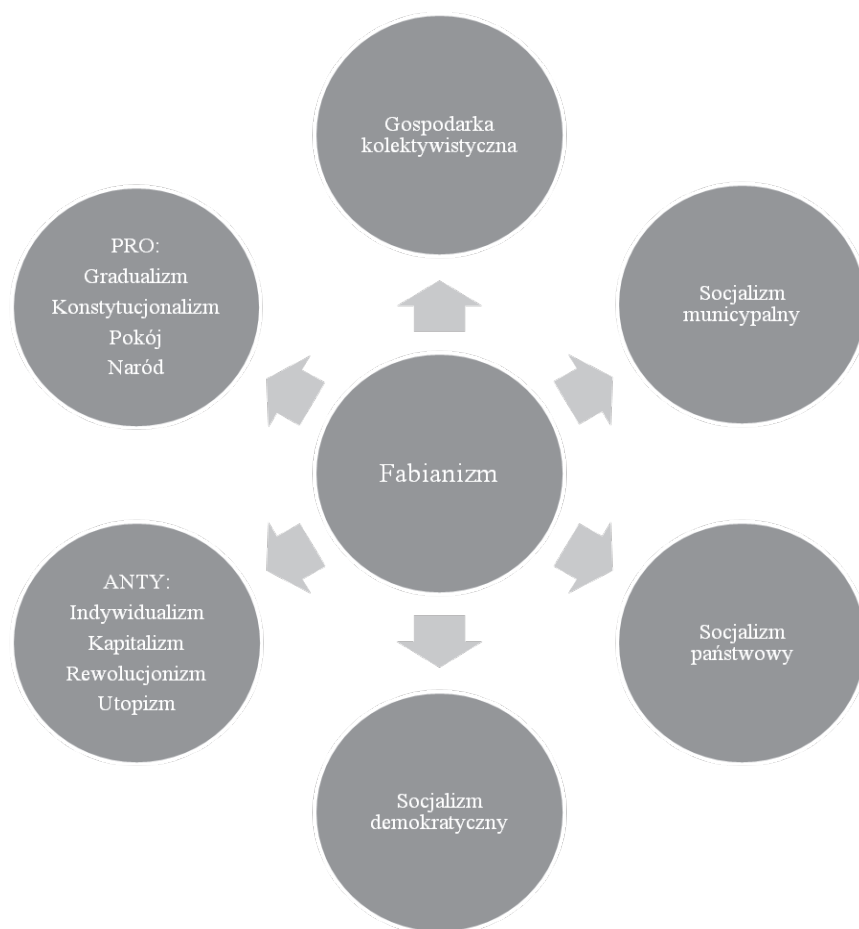 Gospodarka
kolektywistyczna
PRO:
Gradualizm
Konstytucjonalizm
Pokój
Naród
Socjalizm
municypalny
Fabianizm
ANTY:
Indywidualizm
Kapitalizm
Rewolucjonizm
Utopizm
Socjalizm
państwowy
Socjalizm
demokratyczny